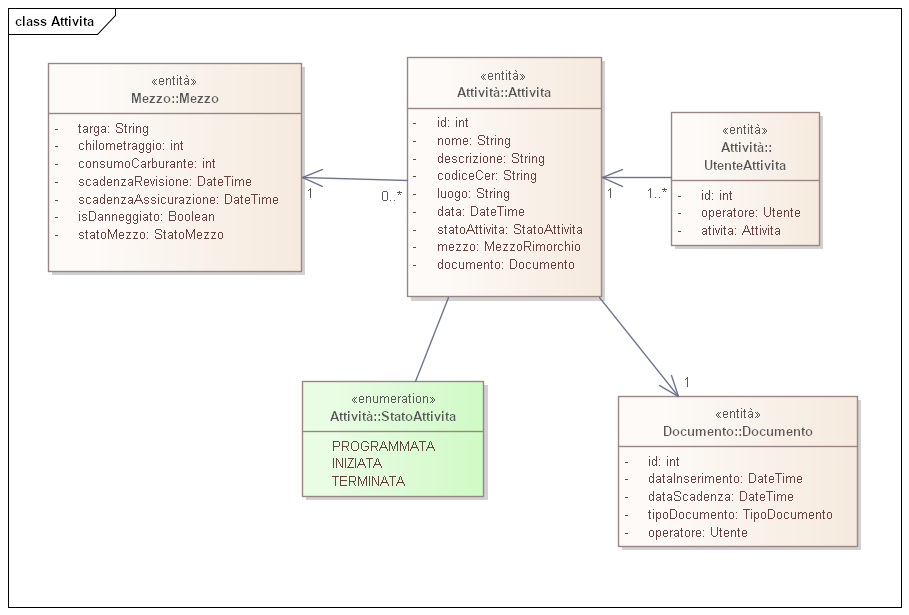 class Attivita
«entità»
Mezzo::Mezzo
- targa: String
- chilometraggio: int
- consumoCarburante: int
- scadenzaRevisione: DateTime
- scadenzaAssicurazione: DateTime
- isDanneggiato: Boolean
- statoMezzo: StatoMezzo
1
0..*
«entità»
Attività::Attivita
- id: int
- nome: String
- descrizione: String
- codiceCer: String
- luogo: String
- data: DateTime
- statoAttivita: StatoAttivita
- mezzo: MezzoRimorchio
- documento: Documento
1
1..*
«entità»
Attività::
UtenteAttivita
- id: int
- operatore: Utente
- ativita: Attivita
«enumeration»
Attività::StatoAttivita
PROGRAMMATA
INIZIATA
TERMINATA
1
«entità»
Documento::Documento
- id: int
- dataInserimento: DateTime
- dataScadenza: DateTime
- tipoDocumento: TipoDocumento
- operatore: Utente